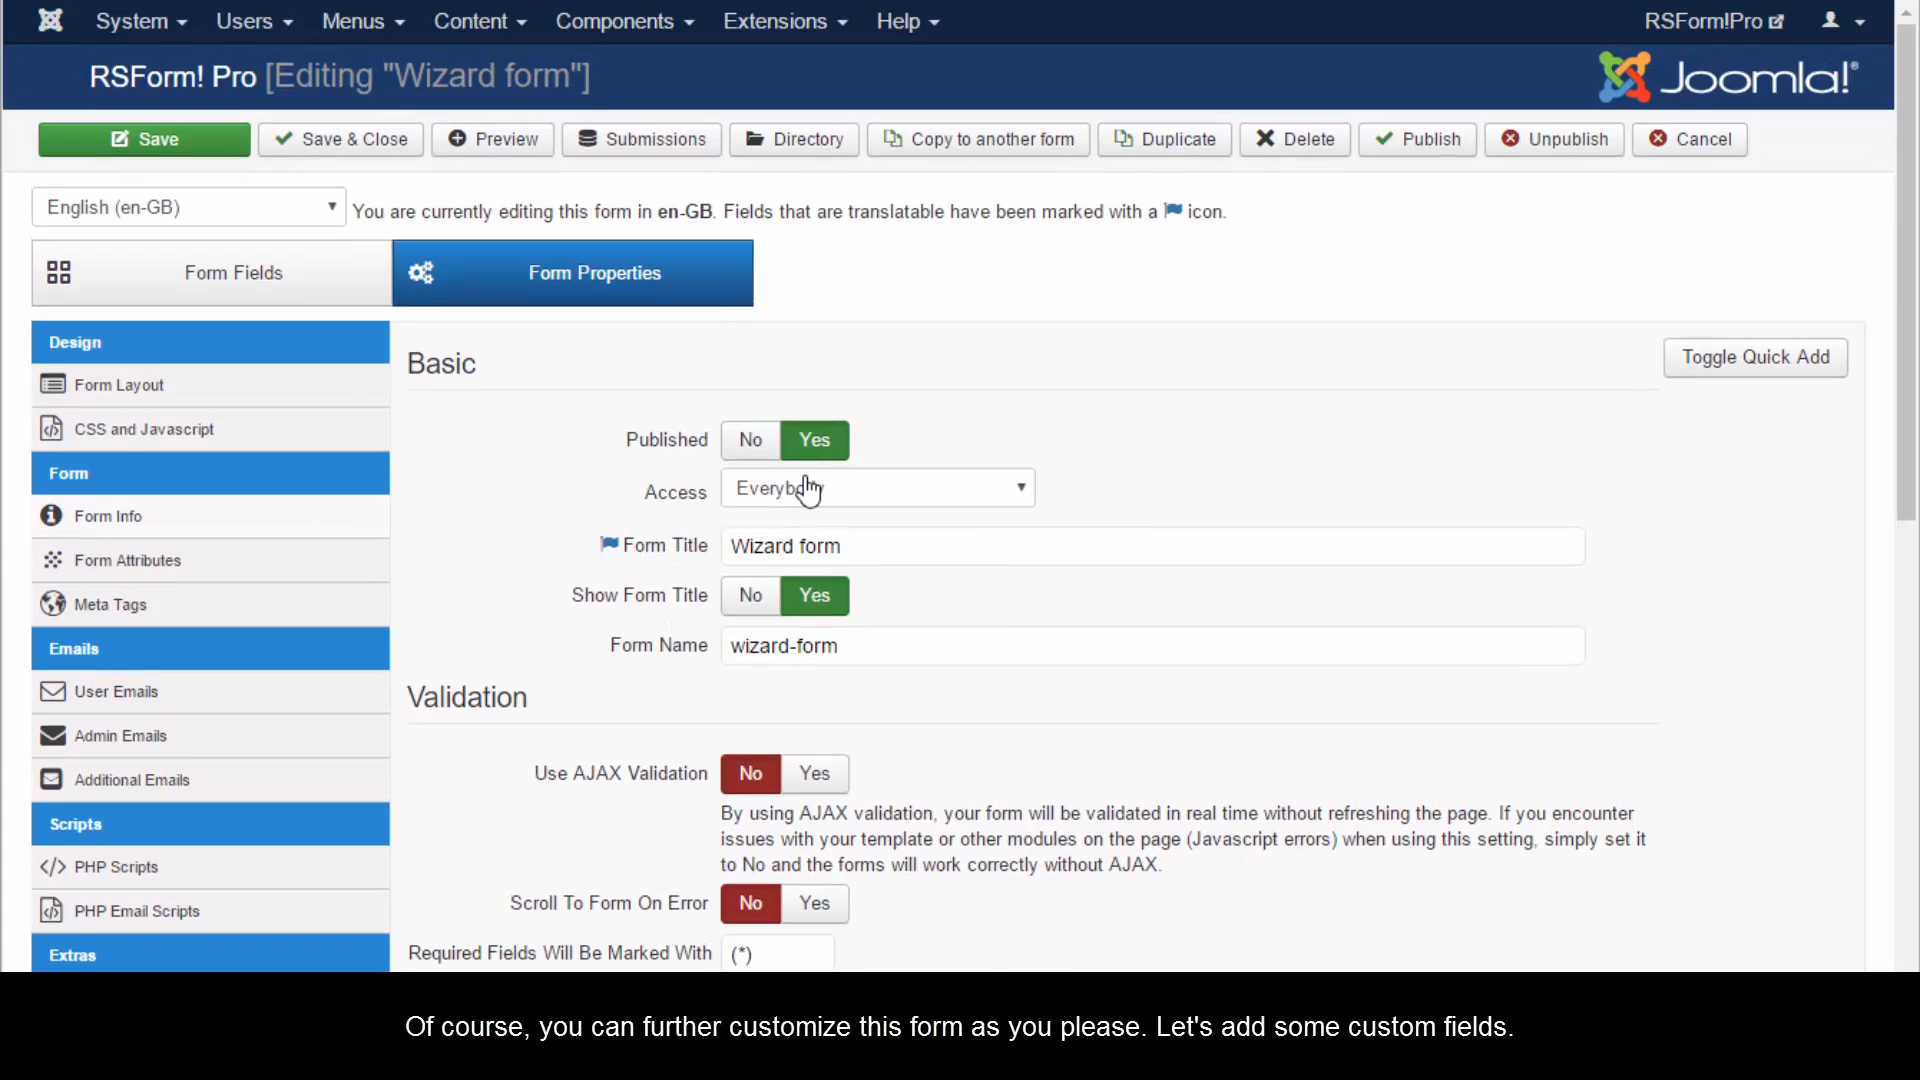 System Users Menus Content Components Extensions Help RSForm!Pro
RSForm! Pro [Editing "Wizard form"] Joomla!®
Save Save & Close Preview Submissions Directory Copy to another form Duplicate Delete Publish Unpublish Cancel
English (en-GB) You are currently editing this form in en-GB. Fields that are translatable have been marked with a icon.
Form Fields Form Properties
Design
Form Layout
CSS and Javascript
Form
Form Info
Form Attributes
Meta Tags
Emails
User Emails
Admin Emails
Additional Emails
Scripts
PHP Scripts
PHP Email Scripts
Extras
Basic Toggle Quick Add
Published No Yes
Access Everybody
Form Title Wizard form
Show Form Title No Yes
Form Name wizard-form
Validation
Use AJAX Validation No Yes
By using AJAX validation, your form will be validated in real time without refreshing the page. If you encounter
issues with your template or other modules on the page (Javascript errors) when using this setting, simply set it
to No and the forms will work correctly without AJAX.
Scroll To Form On Error No Yes
Required Fields Will Be Marked With (*)
Of course, you can further customize this form as you please. Let's add some custom fields.